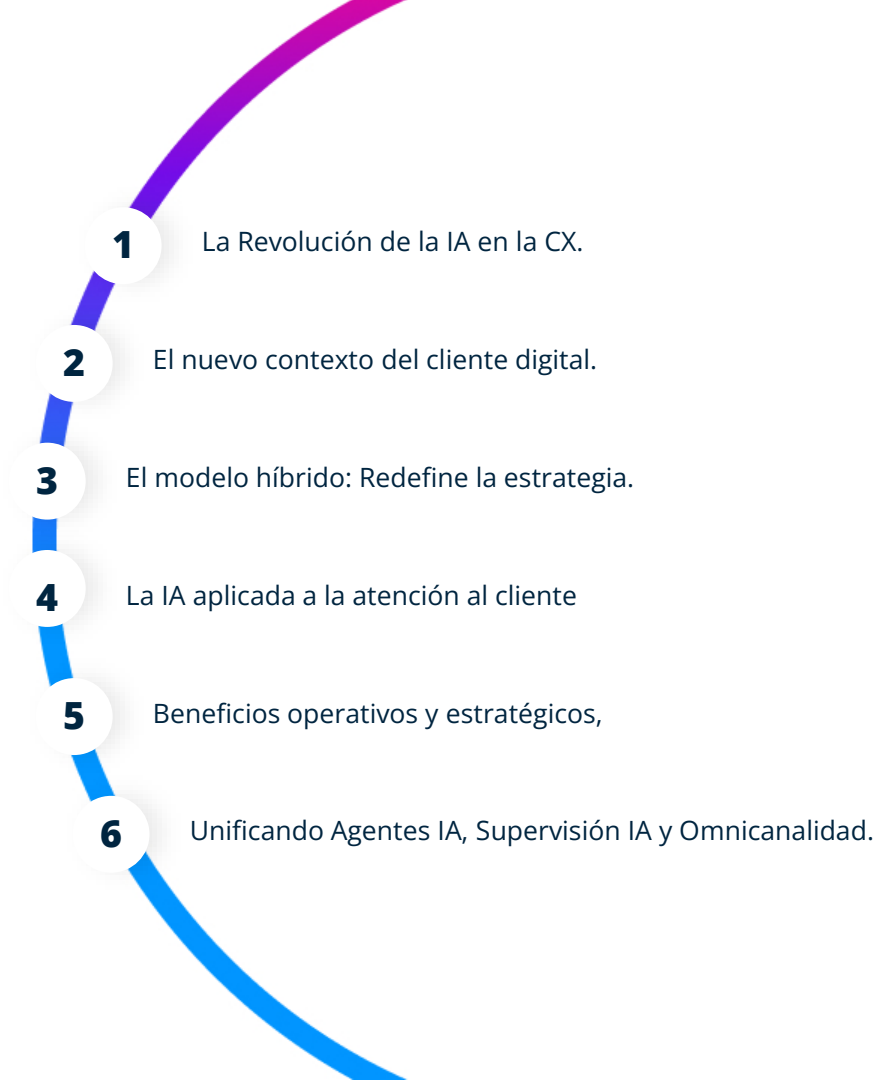 1 La Revolución de la IA en la CX.
2 El nuevo contexto del cliente digital.
3 El modelo híbrido: Redefine la estrategia.
4 La IA aplicada a la atención al cliente
5 Beneficios operativos y estratégicos,
6 Unificando Agentes IA, Supervisión IA y Omnicanalidad.